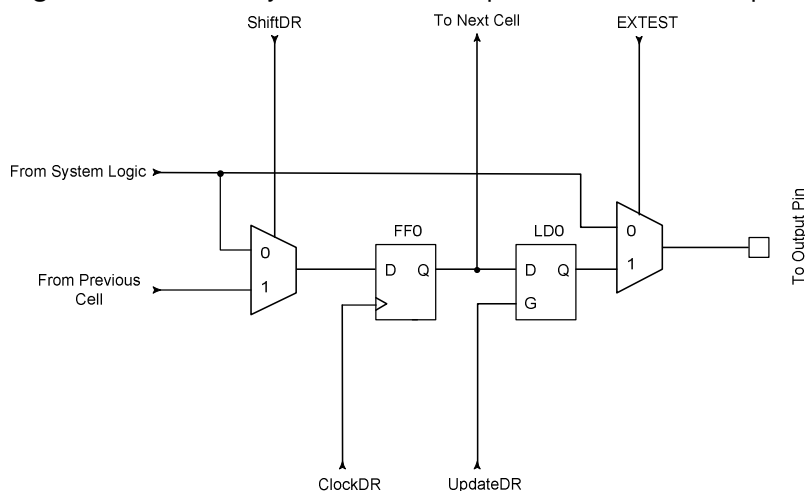 ShiftDR
To Next Cell
EXTEST
From System Logic
To Output Pin
FF0
LD0
0
0
D Q
D Q
1
1
From Previous
Cell
G
ClockDR
UpdateDR